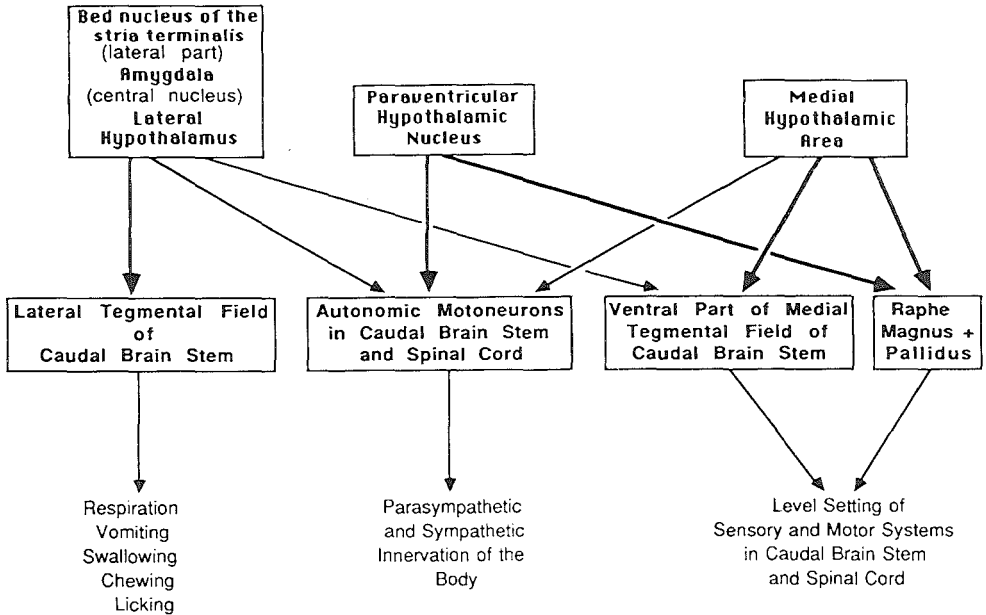 Bed nucleus of the
stria terminalis
(lateral part)
Amygdala
(central nucleus)
Lateral
Hypothalamus
Paraventricular
Hypothalamic
Nucleus
Medial
Hypothalamic
Area
Lateral Tegmental Field
of
Caudal Brain Stem
Autonomic Motoneurons
in Caudal Brain Stem
and Spinal Cord
Ventral Part of Medial
Tegmental Field of
Caudal Brain Stem
Raphe
Magnus +
Pallidus
Respiration
Vomiting
Swallowing
Chewing
Licking
Parasympathetic
and Sympathetic
Innervation of the
Body
Level Setting of
Sensory and Motor Systems
in Caudal Brain Stem
and Spinal Cord